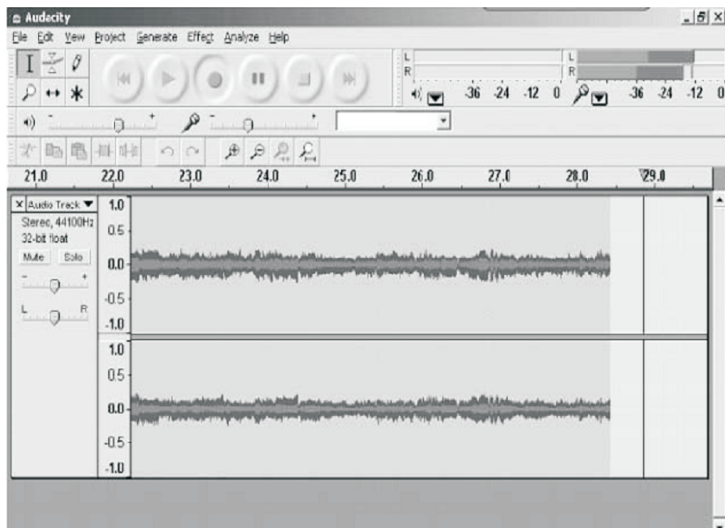 Audacity
File Edit View Project Generate Effect Analyze Help
L
R
-36 -24 -12 0
L
R
-36 -24 -12 0
- +
- +
21.0 22.0 23.0 24.0 25.0 26.0 27.0 28.0 29.0
X Audio Track
Stereo, 44100Hz
32-bit float
Mute Solo
- +
L R
1.0
0.5
0.0
-0.5
-1.0
1.0
0.5
0.0
-0.5
-1.0